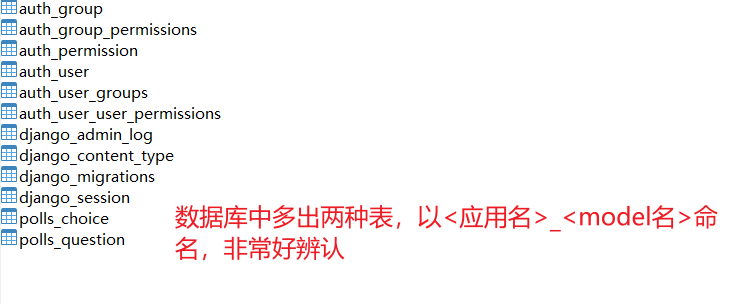 auth_group
auth_group_permissions
auth_permission
auth_user
auth_user_groups
auth_user_user_permissions
django_admin_log
django_content_type
django_migrations
django_session
polls_choice
polls_question
数据库中多出两种表，以<应用名>_<model名>命
名，非常好辨认